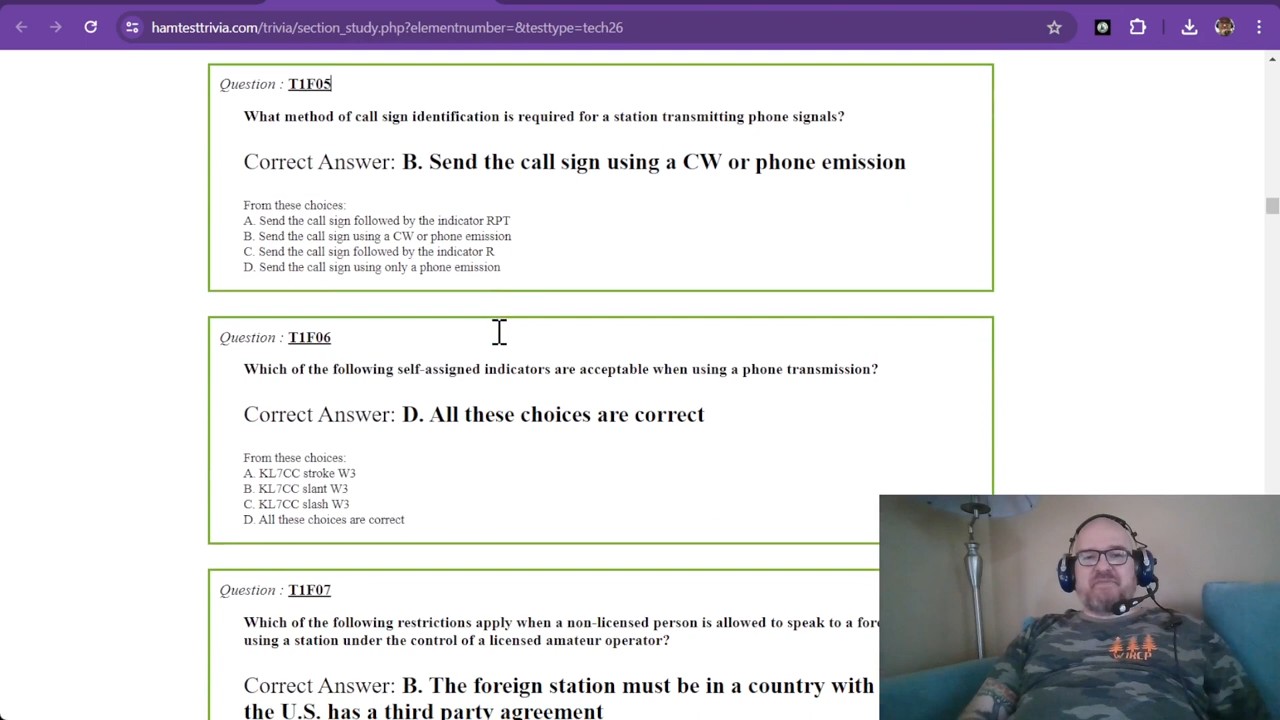 hamtesttrivia.com/trivia/section_study.php?elementnumber=&testtype=tech26
Question : T1F05
What method of call sign identification is required for a station transmitting phone signals?
Correct Answer: B. Send the call sign using a CW or phone emission
From these choices:
A. Send the call sign followed by the indicator RPT
B. Send the call sign using a CW or phone emission
C. Send the call sign followed by the indicator R
D. Send the call sign using only a phone emission
Question : T1F06
Which of the following self-assigned indicators are acceptable when using a phone transmission?
Correct Answer: D. All these choices are correct
From these choices:
A. KL7CC stroke W3
B. KL7CC slant W3
C. KL7CC slash W3
D. All these choices are correct
Question : T1F07
Which of the following restrictions apply when a non-licensed person is allowed to speak to a fore
using a station under the control of a licensed amateur operator?
Correct Answer: B. The foreign station must be in a country with
the U.S. has a third party agreement
W1RCP